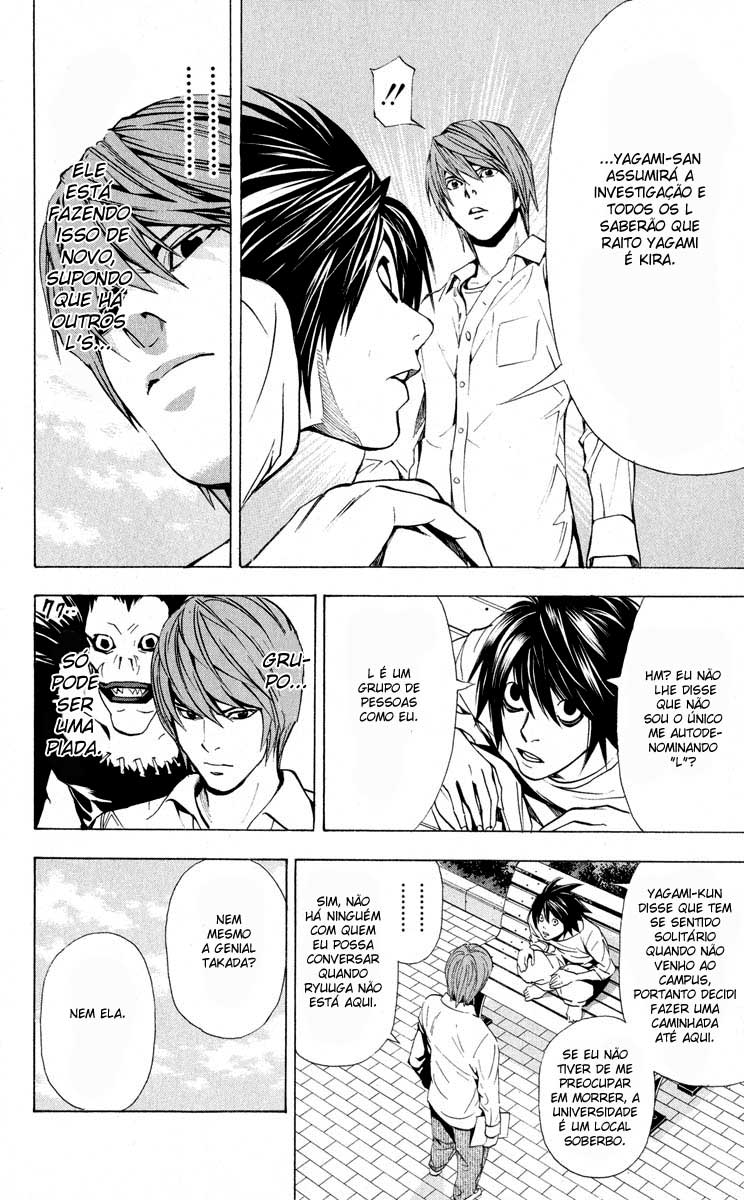 ...YAGAMI-SAN
ASSUMIRÁ A
INVESTIGAÇÃO E
TODOS OS L
SABERÃO QUE
RAITO YAGAMI
É KIRA.
!!
........
........
ELE
ESTÁ
FAZENDO
ISSO DE
NOVO,
SUPONDO
QUE HÁ
OUTROS
L'S...
HM? EU NÃO
LHE DISSE
QUE NÃO
SOU O ÚNICO
ME AUTODE-
NOMINANDO
"L"?
L É UM
GRUPO DE
PESSOAS
COMO EU.
GRU-
PO...
SÓ
PODE
SER
UMA
PIADA.
クク..
YAGAMI-KUN
DISSE QUE TEM
SE SENTIDO
SOLITÁRIO
QUANDO NÃO
VENHO AO
CAMPUS,
PORTANTO DECIDI
FAZER UMA
CAMINHADA
ATÉ AQUI.
SE EU NÃO
TIVER DE ME
PREOCUPAR
EM MORRER, A
UNIVERSIDADE
É UM LOCAL
SOBERBO.
........
........
SIM, NÃO
HÁ NINGUÉM
COM QUEM
EU POSSA
CONVERSAR
QUANDO
RYUUGA NÃO
ESTÁ AQUI.
NEM
MESMO
A GENIAL
TAKADA?
NEM ELA.